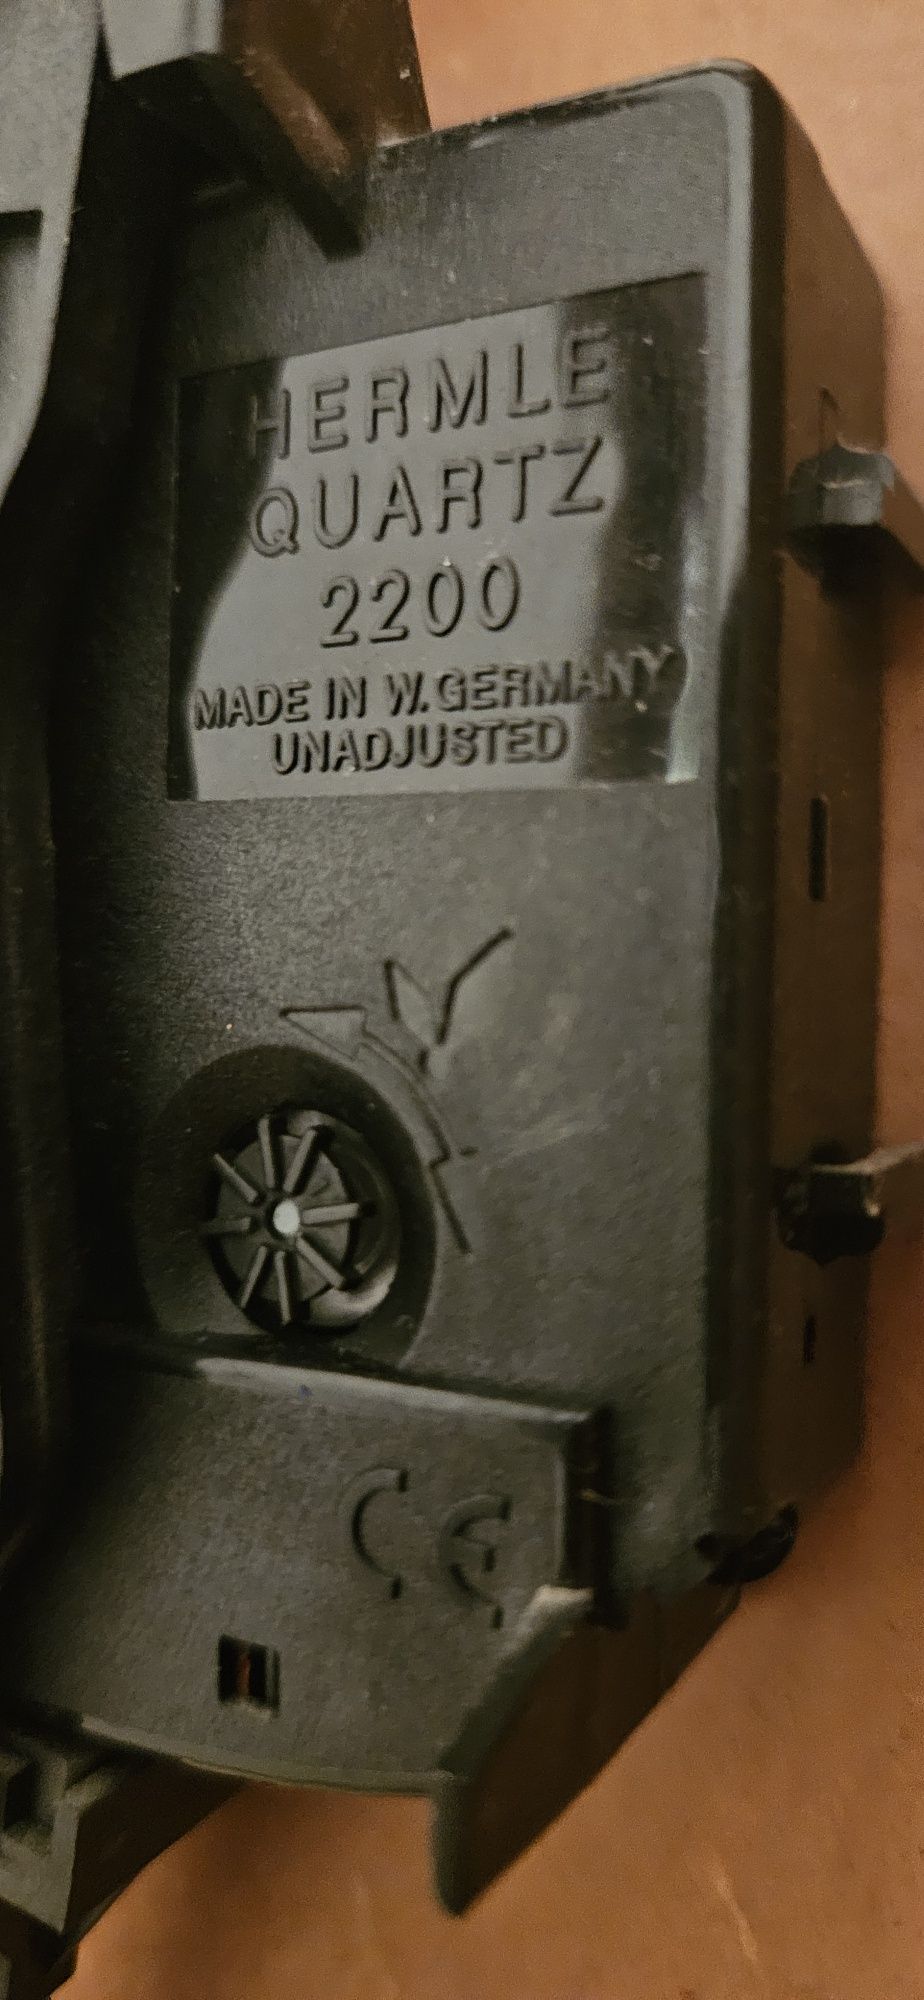 HERMLE
QUARTZ
2200
MADE IN W. GERMANY
UNADJUSTED
CE